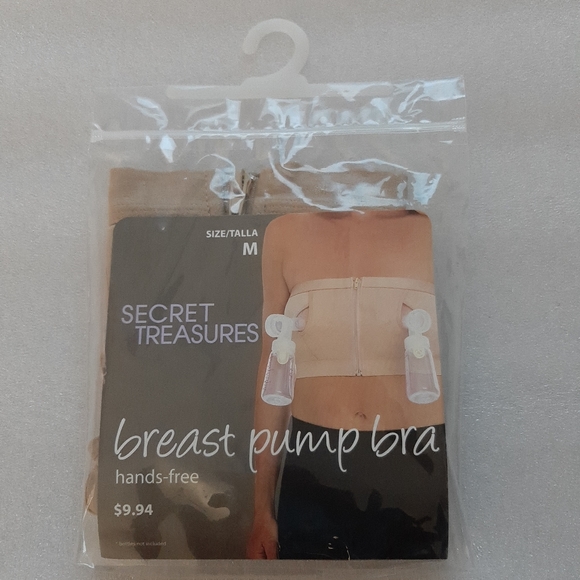 SIZE/TALLA
M
SECRET
TREASURES
breast pump bra
hands-free
$9.94